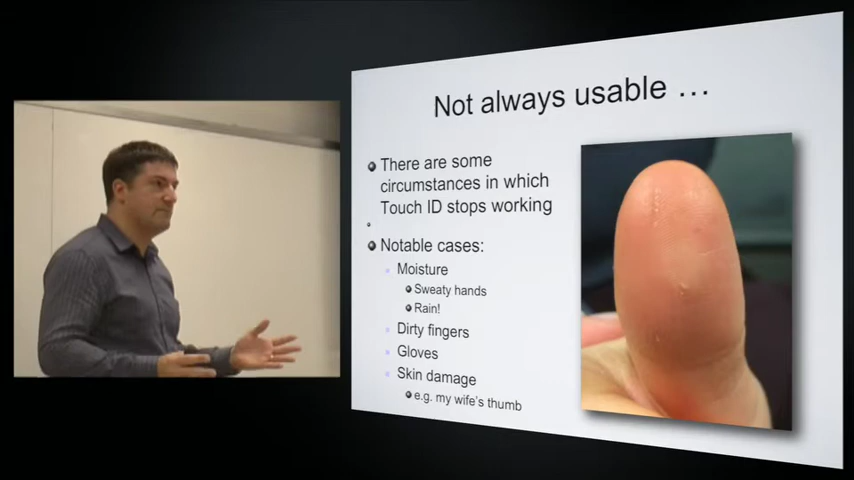 Not always usable ...
There are some
circumstances in which
Touch ID stops working
Notable cases:
Moisture
Sweaty hands
Rain!
Dirty fingers
Gloves
Skin damage
e.g. my wife's thumb